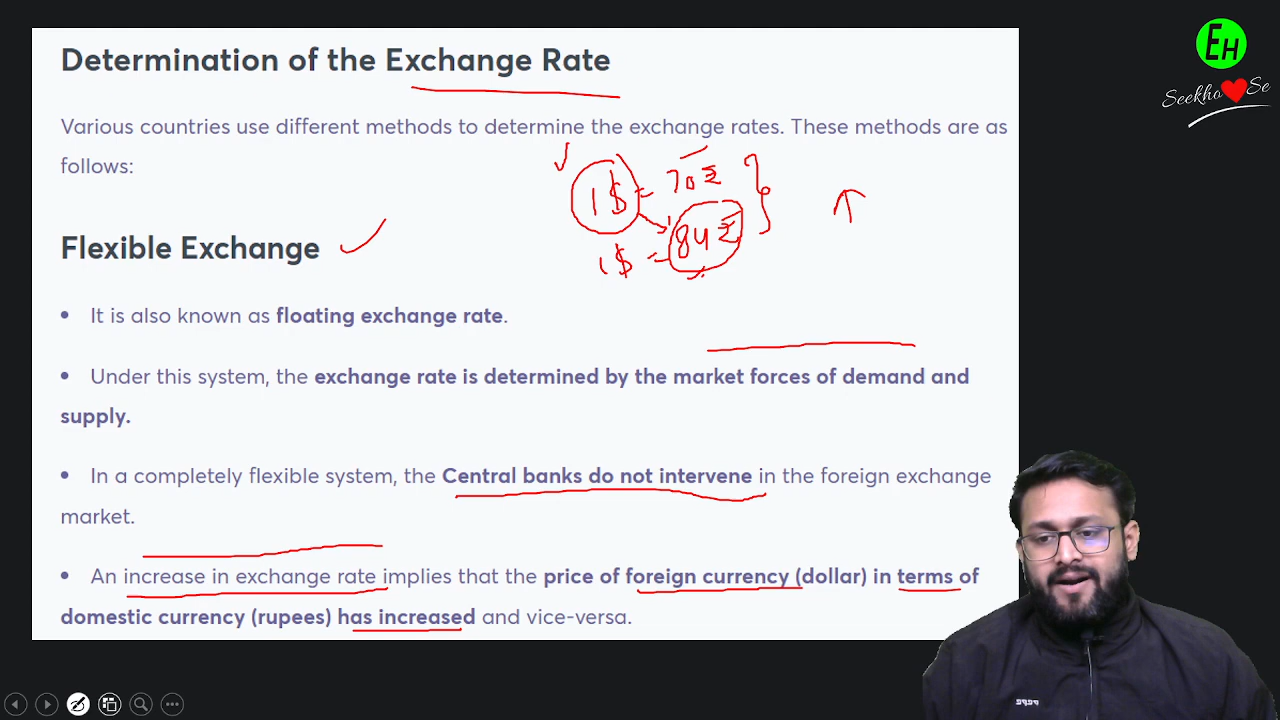 EH
Seekho ❤ Se
Determination of the Exchange Rate
Various countries use different methods to determine the exchange rates. These methods are as
follows:
1$ = 70₹
1$ = 84₹
Flexible Exchange
• It is also known as floating exchange rate.
• Under this system, the exchange rate is determined by the market forces of demand and
supply.
• In a completely flexible system, the Central banks do not intervene in the foreign exchange
market.
• An increase in exchange rate implies that the price of foreign currency (dollar) in terms of
domestic currency (rupees) has increased and vice-versa.